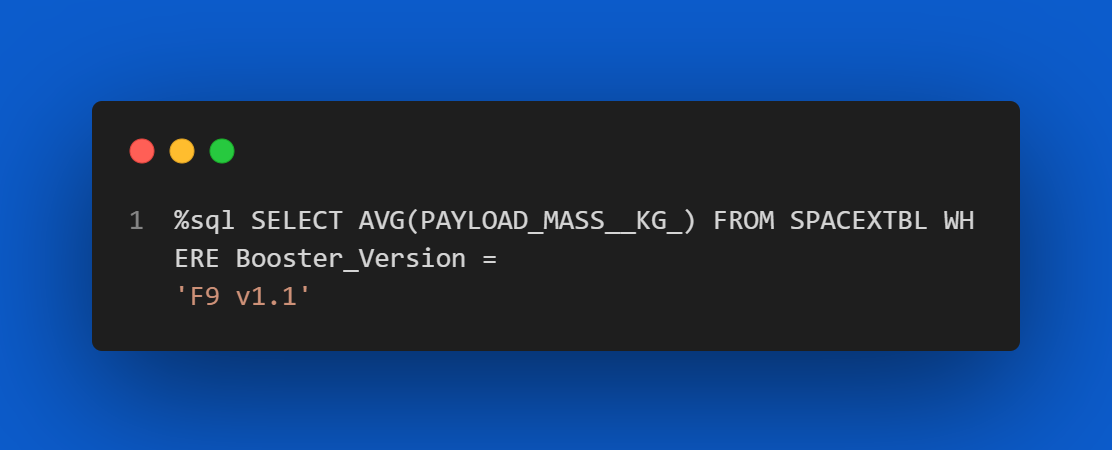 1 %sql SELECT AVG(PAYLOAD_MASS__KG_) FROM SPACEXTBL WH
ERE Booster_Version =
'F9 v1.1'